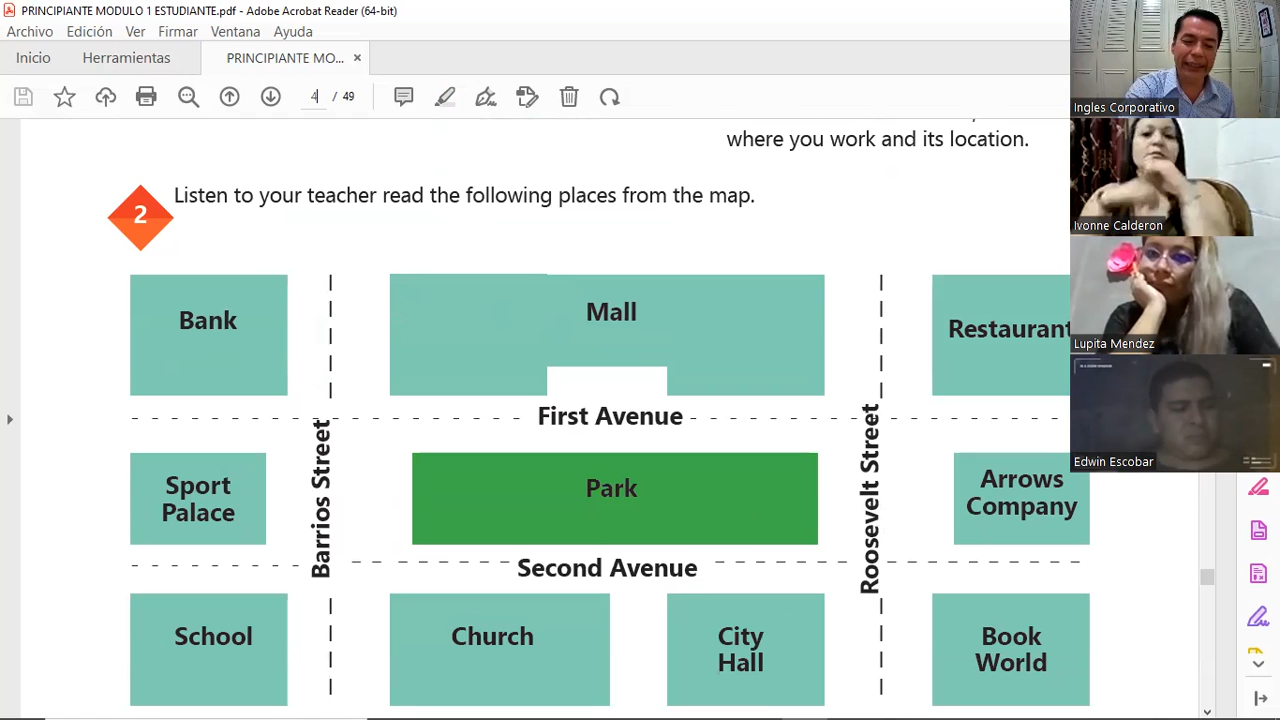 PRINCIPIANTE MODULO 1 ESTUDIANTE.pdf - Adobe Acrobat Reader (64-bit)
Archivo Edición Ver Firmar Ventana Ayuda
Inicio Herramientas PRINCIPIANTE MO... ×
4 / 49
where you work and its location.
2 Listen to your teacher read the following places from the map.
Bank
Mall
Restaurant
First Avenue
Barrios Street
Roosevelt Street
Sport
Palace
Park
Arrows
Company
Second Avenue
School
Church
City
Hall
Book
World
Ingles Corporativo
Ivonne Calderon
Lupita Mendez
Edwin Escobar